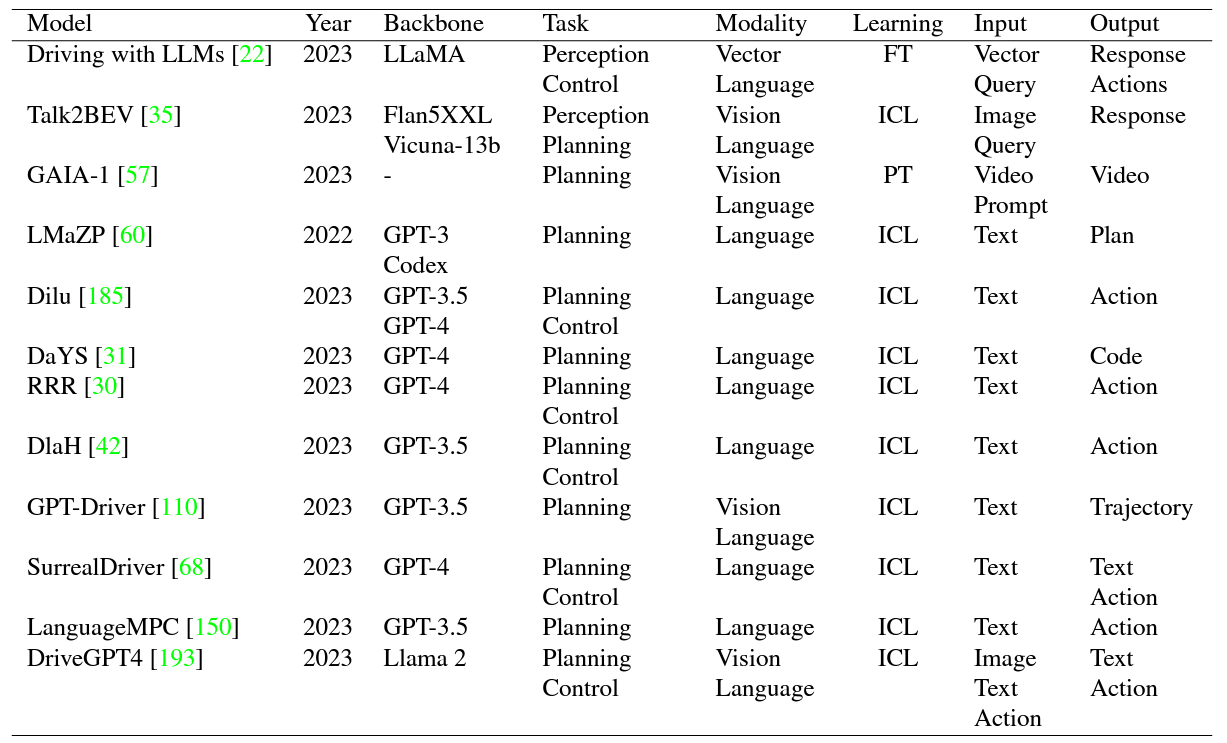 Model Year Backbone Task Modality Learning Input Output
Driving with LLMs [22] 2023 LLaMA Perception Vector FT Vector Response
Control Language Query Actions
Talk2BEV [35] 2023 Flan5XXL Perception Vision ICL Image Response
Vicuna-13b Planning Language Query
GAIA-1 [57] 2023 - Planning Vision PT Video Video
Language Prompt
LMaZP [60] 2022 GPT-3 Planning Language ICL Text Plan
Codex
Dilu [185] 2023 GPT-3.5 Planning Language ICL Text Action
GPT-4 Control
DaYS [31] 2023 GPT-4 Planning Language ICL Text Code
RRR [30] 2023 GPT-4 Planning Language ICL Text Action
Control
DlaH [42] 2023 GPT-3.5 Planning Language ICL Text Action
Control
GPT-Driver [110] 2023 GPT-3.5 Planning Vision ICL Text Trajectory
Language
SurrealDriver [68] 2023 GPT-4 Planning Language ICL Text Text
Control Action
LanguageMPC [150] 2023 GPT-3.5 Planning Language ICL Text Action
DriveGPT4 [193] 2023 Llama 2 Planning Vision ICL Image Text
Control Language Text Action
Action